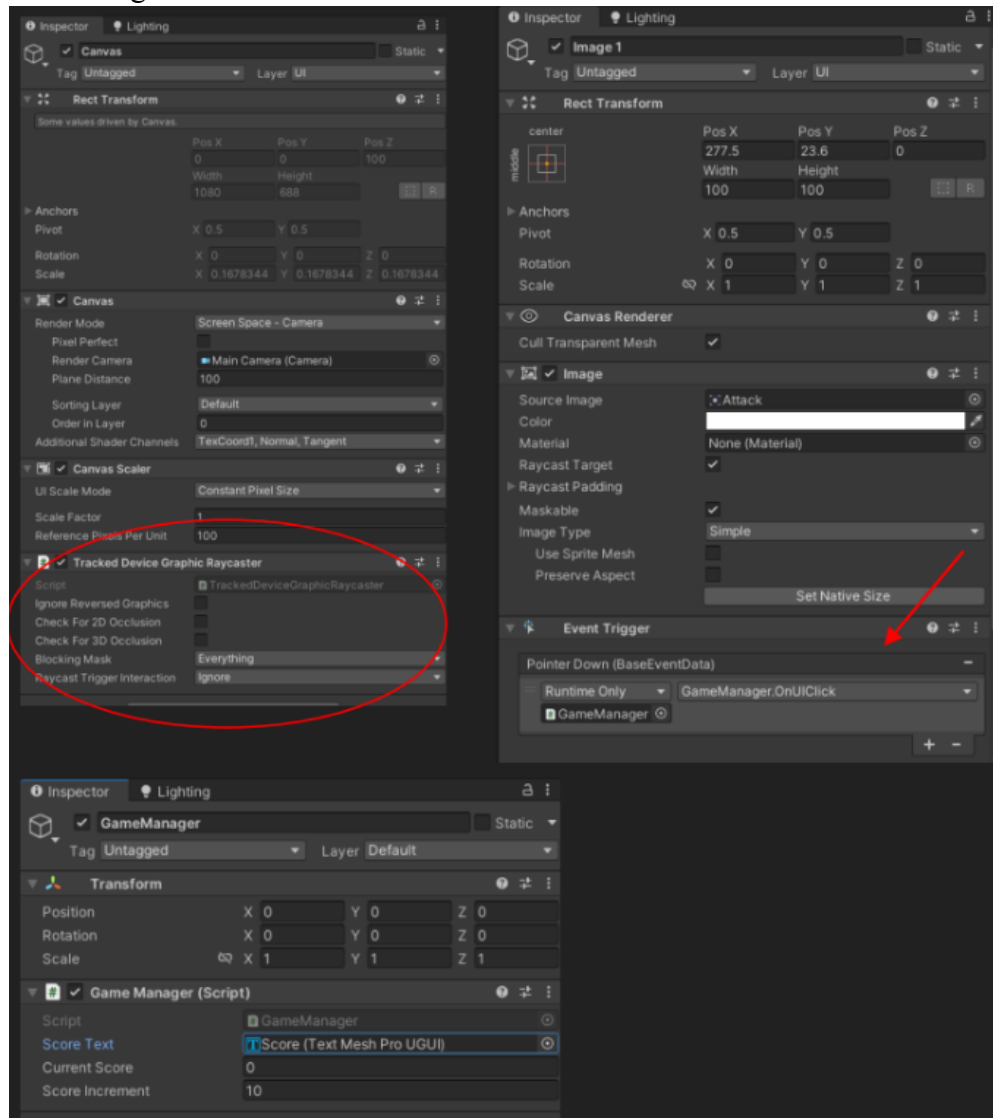 Inspector Lighting
Canvas Static
Tag Untagged Layer UI
Rect Transform
Some values driven by Canvas.
Pos X Pos Y Pos Z
0 0 100
Width Height
1080 688
R
Anchors
Pivot X 0.5 Y 0.5
Rotation X 0 Y 0 Z 0
Scale X 0.1678344 Y 0.1678344 Z 0.1678344
Canvas
Render Mode Screen Space - Camera
Pixel Perfect
Render Camera Main Camera (Camera)
Plane Distance 100
Sorting Layer Default
Order in Layer 0
Additional Shader Channels TexCoord1, Normal, Tangent
Canvas Scaler
UI Scale Mode Constant Pixel Size
Scale Factor 1
Reference Pixels Per Unit 100
Tracked Device Graphic Raycaster
Script TrackedDeviceGraphicRaycaster
Ignore Reversed Graphics
Check For 2D Occlusion
Check For 3D Occlusion
Blocking Mask Everything
Raycast Trigger Interaction Ignore
Inspector Lighting
Image 1 Static
Tag Untagged Layer UI
Rect Transform
center Pos X Pos Y Pos Z
middle 277.5 23.6 0
Width Height
100 100
R
Anchors
Pivot X 0.5 Y 0.5
Rotation X 0 Y 0 Z 0
Scale X 1 Y 1 Z 1
Canvas Renderer
Cull Transparent Mesh
Image
Source Image Attack
Color
Material None (Material)
Raycast Target
Raycast Padding
Maskable
Image Type Simple
Use Sprite Mesh
Preserve Aspect
Set Native Size
Event Trigger
Pointer Down (BaseEventData)
Runtime Only GameManager.OnUIClick
GameManager
Inspector Lighting
GameManager Static
Tag Untagged Layer Default
Transform
Position X 0 Y 0 Z 0
Rotation X 0 Y 0 Z 0
Scale X 1 Y 1 Z 1
Game Manager (Script)
Script GameManager
Score Text Score (Text Mesh Pro UGUI)
Current Score 0
Score Increment 10